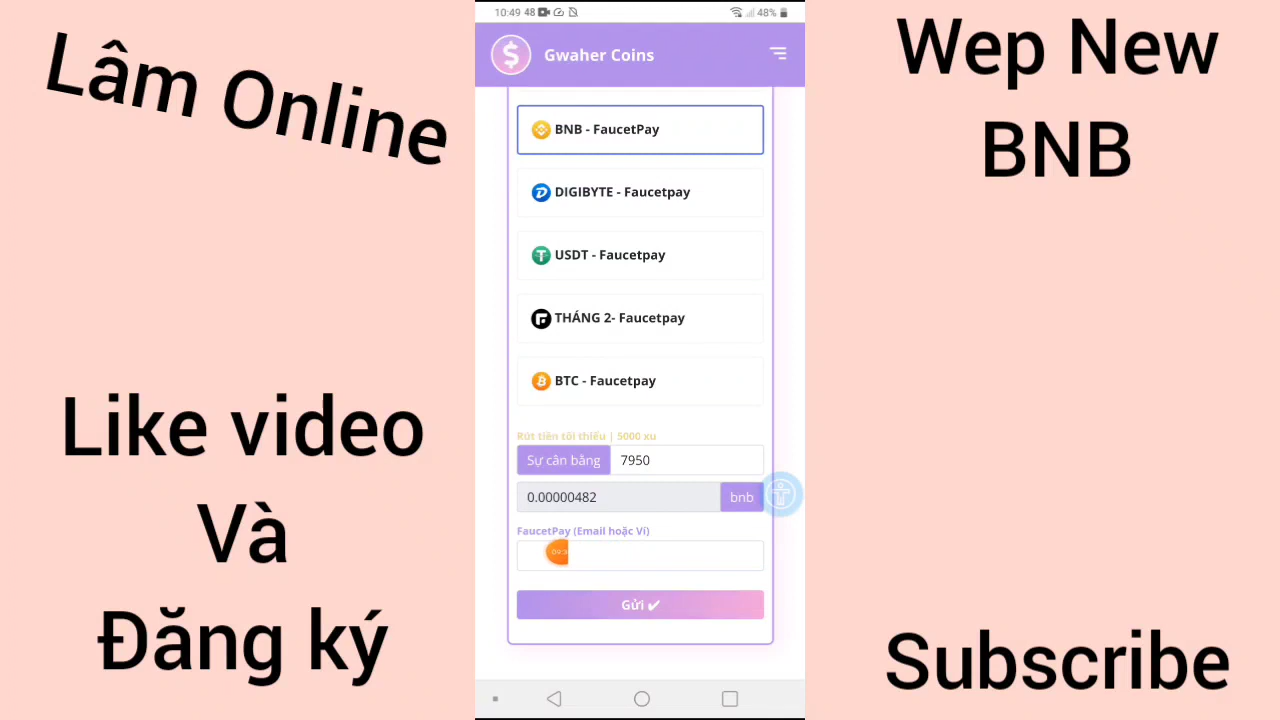 Lâm Online
Like video
Và
Đăng ký
10:49 48
48%
Gwaher Coins
BNB - FaucetPay
DIGIBYTE - Faucetpay
USDT - Faucetpay
THÁNG 2- Faucetpay
BTC - Faucetpay
Rút tiền tối thiểu | 5000 xu
Sự cân bằng 7950
0.00000482 bnb
FaucetPay (Email hoặc Ví)
Gửi ✔
Wep New
BNB
Subscribe